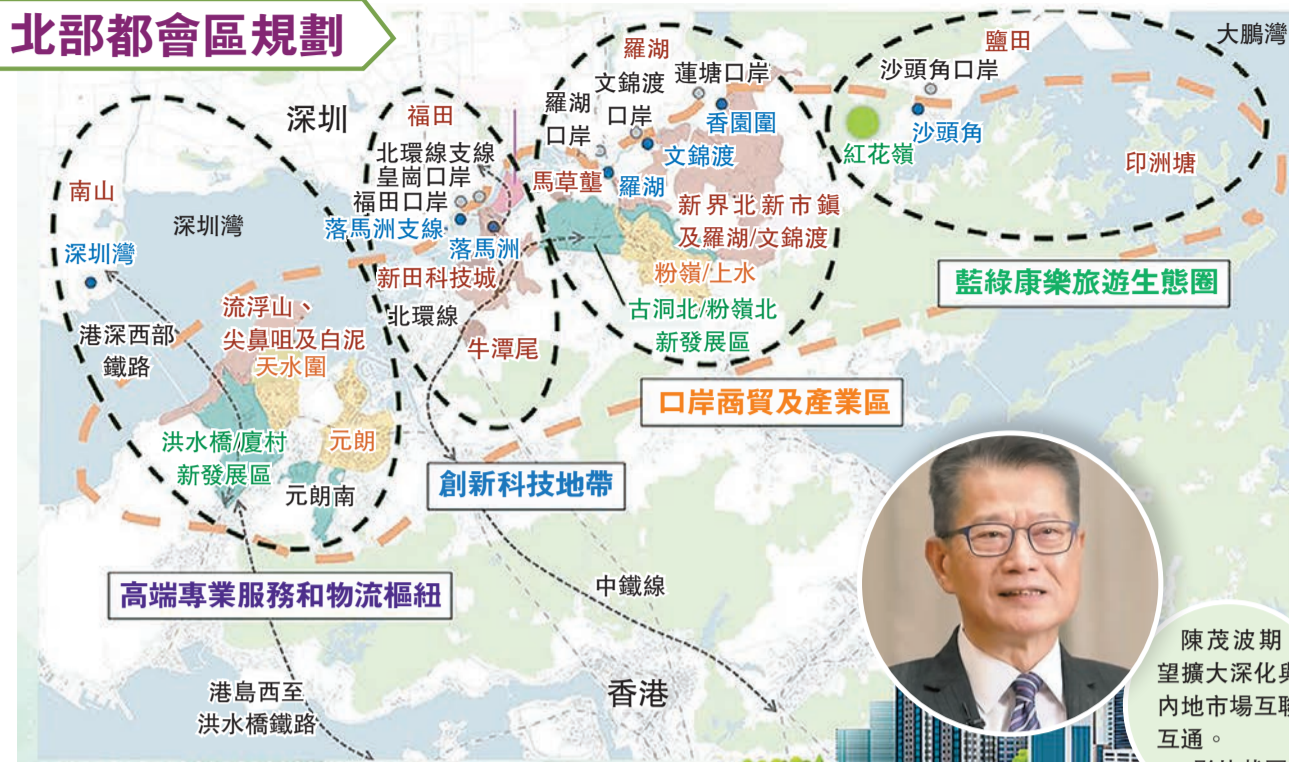 北部都會區規劃
深圳
南山
深圳灣
深圳灣
港深西部
鐵路
流浮山、
尖鼻咀及白泥
天水圍
洪水橋/廈村
新發展區
元朗
元朗南
高端專業服務和物流樞紐
港島西至
洪水橋鐵路
福田
北環線支線
皇崗口岸
福田口岸
落馬洲支線
落馬洲
新田科技城
北環線
牛潭尾
創新科技地帶
中鐵線
香港
羅湖
文錦渡
口岸
蓮塘口岸
羅湖
口岸
香園圍
文錦渡
馬草壟
羅湖
新界北新市鎮
及羅湖/文錦渡
粉嶺/上水
古洞北/粉嶺北
新發展區
口岸商貿及產業區
鹽田
大鵬灣
沙頭角口岸
沙頭角
紅花嶺
印洲塘
藍綠康樂旅遊生態圈
陳茂波期
望擴大深化與
內地市場互聯
互通。